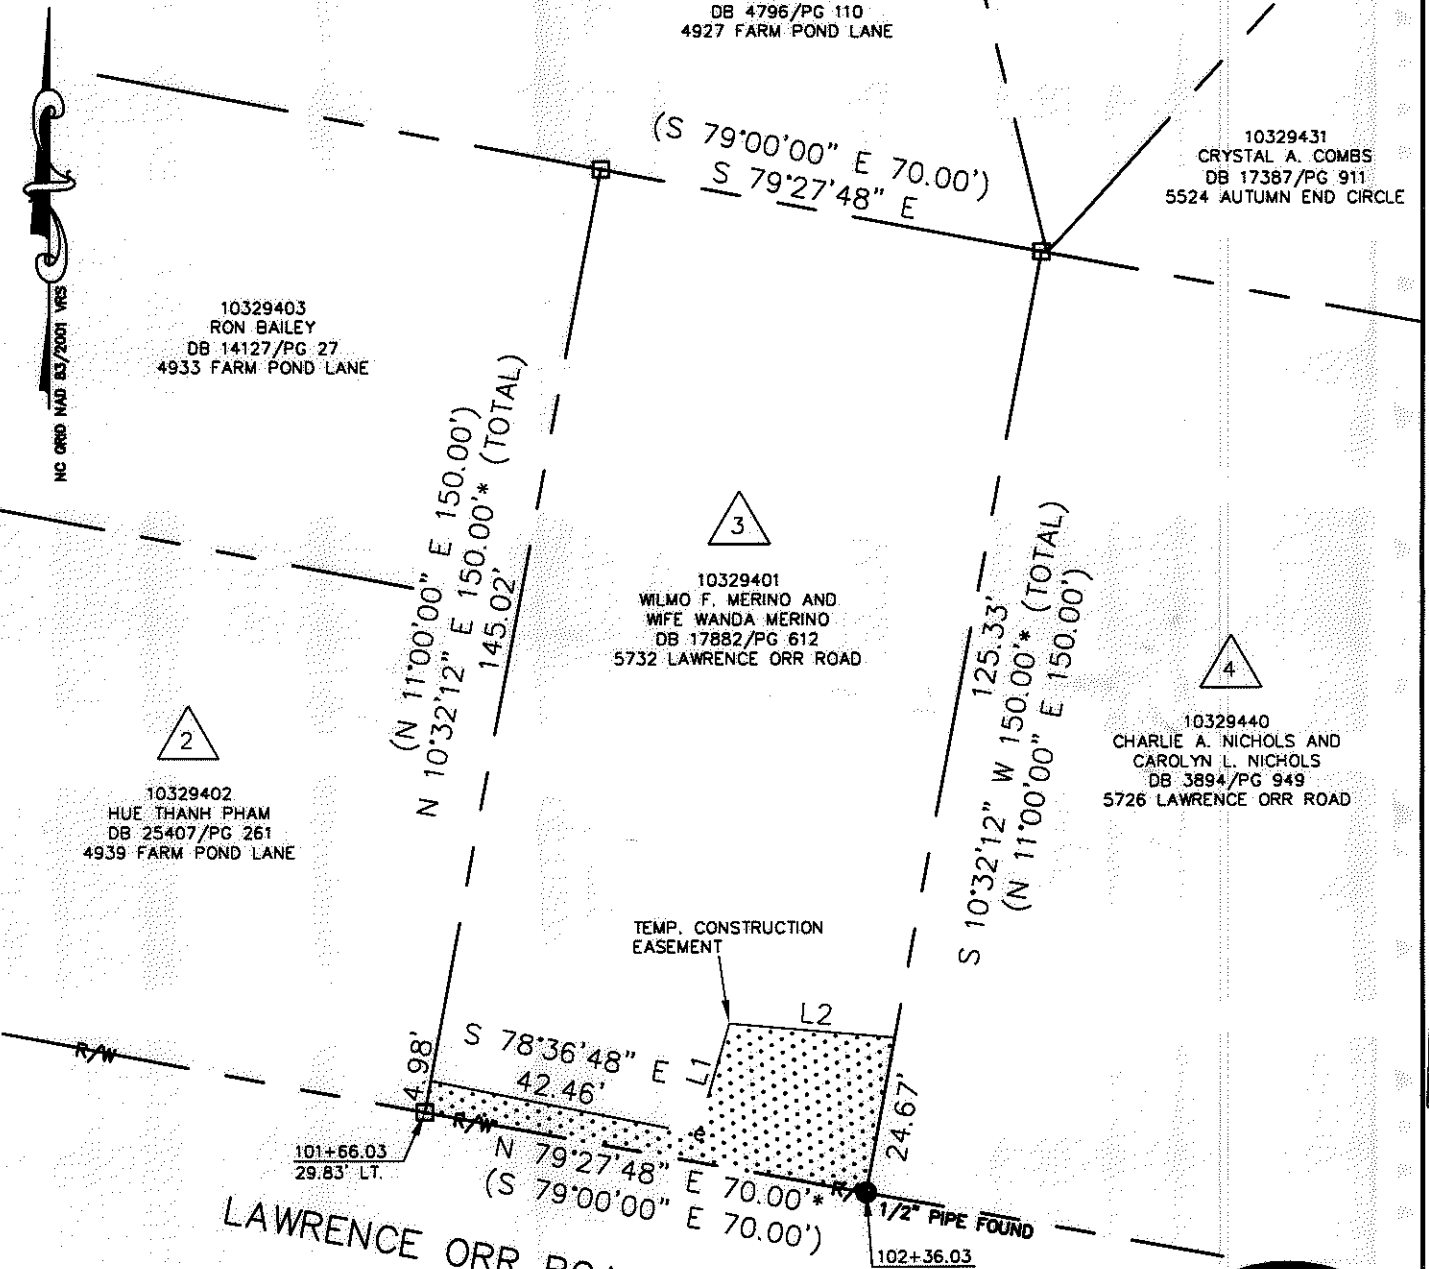 DB 4796/PG 110
4927 FARM POND LANE
(S 79°00'00" E 70.00')
S 79°27'48" E
10329431
CRYSTAL A. COMBS
DB 17387/PG 911
5524 AUTUMN END CIRCLE
NC GRID NAD 83/2001 VRS
10329403
RON BAILEY
DB 14127/PG 27
4933 FARM POND LANE
(N 11°00'00" E 150.00')
N 10°32'12" E 150.00'* (TOTAL)
145.02'
3
10329401
WILMO F. MERINO AND
WIFE WANDA MERINO
DB 17882/PG 612
5732 LAWRENCE ORR ROAD
125.33'
S 10°32'12" W 150.00'* (TOTAL)
(N 11°00'00" E 150.00')
4
10329440
CHARLIE A. NICHOLS AND
CAROLYN L. NICHOLS
DB 3894/PG 949
5726 LAWRENCE ORR ROAD
2
10329402
HUE THANH PHAM
DB 25407/PG 261
4939 FARM POND LANE
TEMP. CONSTRUCTION
EASEMENT
L2
L1
S 78°36'48" E
42.46'
4.98'
24.67'
R/W
R/W
N 79°27'48" E 70.00'*
(S 79°00'00" E 70.00')
101+66.03
29.83' LT.
1/2" PIPE FOUND
102+36.03
LAWRENCE ORR